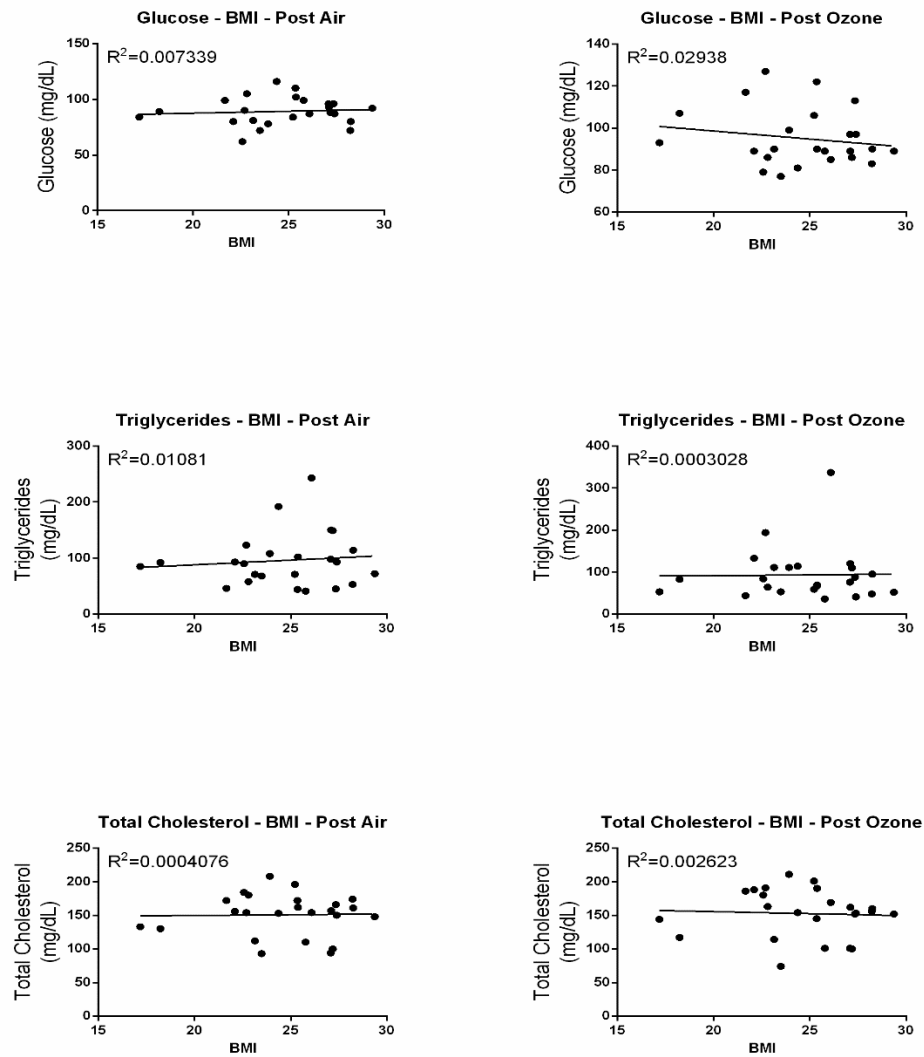 Glucose - BMI - Post Air
R²=0.007339
Glucose (mg/dL)
150
100
50
0
15 20 25 30
BMI
Glucose - BMI - Post Ozone
R²=0.02938
Glucose (mg/dL)
140
120
100
80
60
15 20 25 30
BMI
Triglycerides - BMI - Post Air
R²=0.01081
Triglycerides
(mg/dL)
300
200
100
0
15 20 25 30
BMI
Triglycerides - BMI - Post Ozone
R²=0.0003028
Triglycerides
(mg/dL)
400
300
200
100
0
15 20 25 30
BMI
Total Cholesterol - BMI - Post Air
R²=0.0004076
Total Cholesterol
(mg/dL)
250
200
150
100
50
0
15 20 25 30
BMI
Total Cholesterol - BMI - Post Ozone
R²=0.002623
Total Cholesterol
(mg/dL)
250
200
150
100
50
0
15 20 25 30
BMI